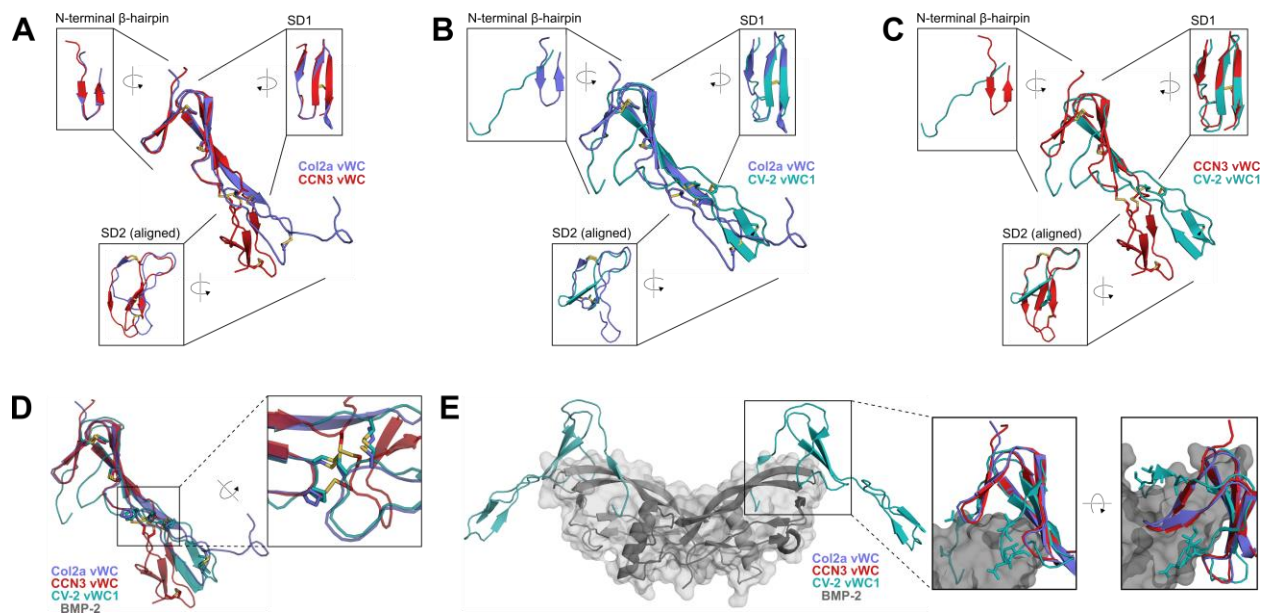 A
N-terminal β-hairpin
SD1
Col2a vWC
CCN3 vWC
SD2 (aligned)
B
N-terminal β-hairpin
SD1
Col2a vWC
CV-2 vWC1
SD2 (aligned)
C
N-terminal β-hairpin
SD1
CCN3 vWC
CV-2 vWC1
SD2 (aligned)
D
Col2a vWC
CCN3 vWC
CV-2 vWC1
BMP-2
E
Col2a vWC
CCN3 vWC
CV-2 vWC1
BMP-2